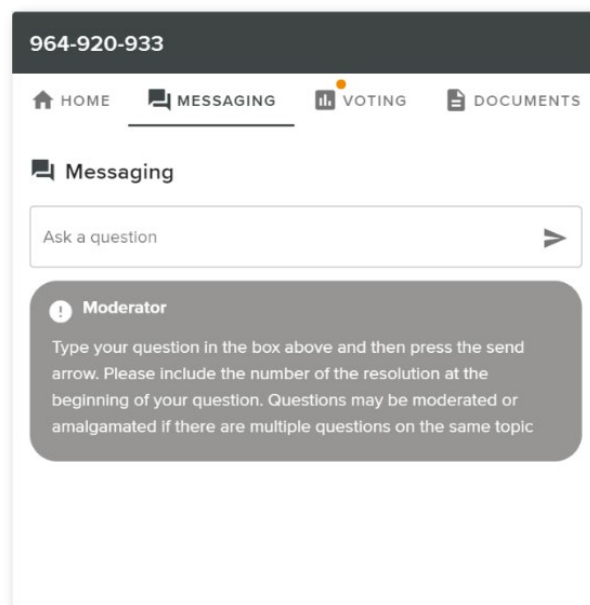 964-920-933
HOME MESSAGING VOTING DOCUMENTS
Messaging
Ask a question
Moderator
Type your question in the box above and then press the send
arrow. Please include the number of the resolution at the
beginning of your question. Questions may be moderated or
amalgamated if there are multiple questions on the same topic